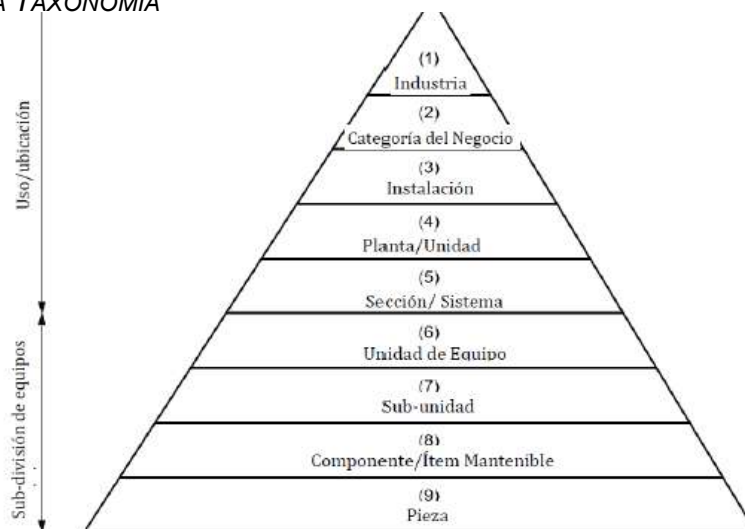 A TAXONOMÍA
Uso/ubicación
Sub-división de equipos
(1)
Industria
(2)
Categoría del Negocio
(3)
Instalación
(4)
Planta/Unidad
(5)
Sección/ Sistema
(6)
Unidad de Equipo
(7)
Sub-unidad
(8)
Componente/Ítem Mantenible
(9)
Pieza